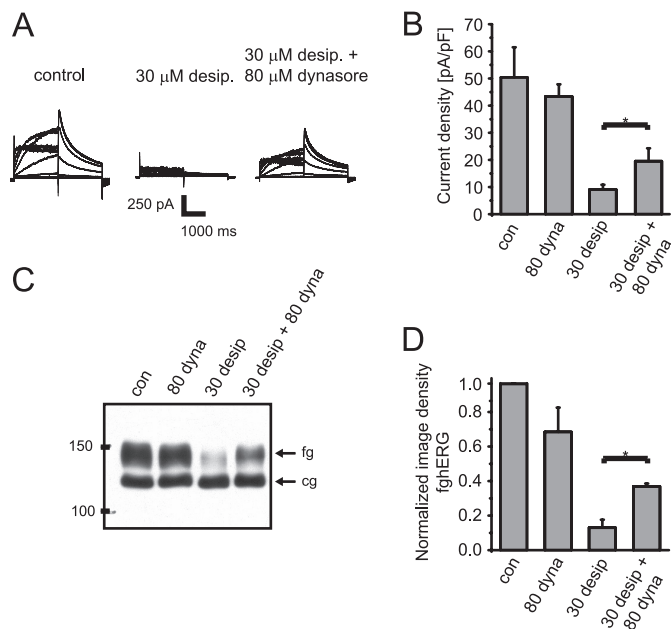 A
control
30 µM desip.
30 µM desip. +
80 µM dynasore
250 pA
1000 ms
B
Current density [pA/pF]
70
60
50
40
30
20
10
0
*
con
80 dyna
30 desip
30 desip +
80 dyna
C
con
80 dyna
30 desip
30 desip + 80 dyna
150
100
fg
cg
D
Normalized image density
fghERG
1.0
0.8
0.6
0.4
0.2
0.0
*
con
80 dyna
30 desip
30 desip +
80 dyna